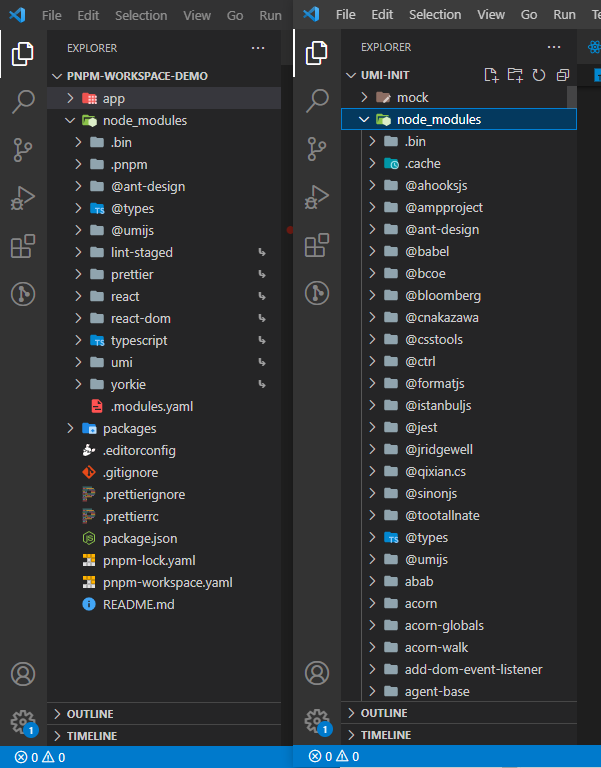 File Edit Selection View Go Run
EXPLORER
PNPM-WORKSPACE-DEMO
app
node_modules
.bin
.pnpm
@ant-design
TS @types
@umijs
lint-staged
prettier
react
react-dom
TS typescript
umi
yorkie
.modules.yaml
packages
.editorconfig
.gitignore
.prettierignore
.prettierrc
JS package.json
pnpm-lock.yaml
pnpm-workspace.yaml
README.md
OUTLINE
1
TIMELINE
0 0
File Edit Selection View Go Run
EXPLORER
UMI-INIT
mock
node_modules
.bin
.cache
@ahooksjs
@ampproject
@ant-design
@babel
@bcoe
@bloomberg
@cnakazawa
@csstools
@ctrl
@formatjs
@istanbuljs
@jest
@jridgewell
@qixian.cs
@sinonjs
@tootallnate
TS @types
@umijs
abab
acorn
acorn-globals
acorn-walk
add-dom-event-listener
agent-base
OUTLINE
1
TIMELINE
0 0